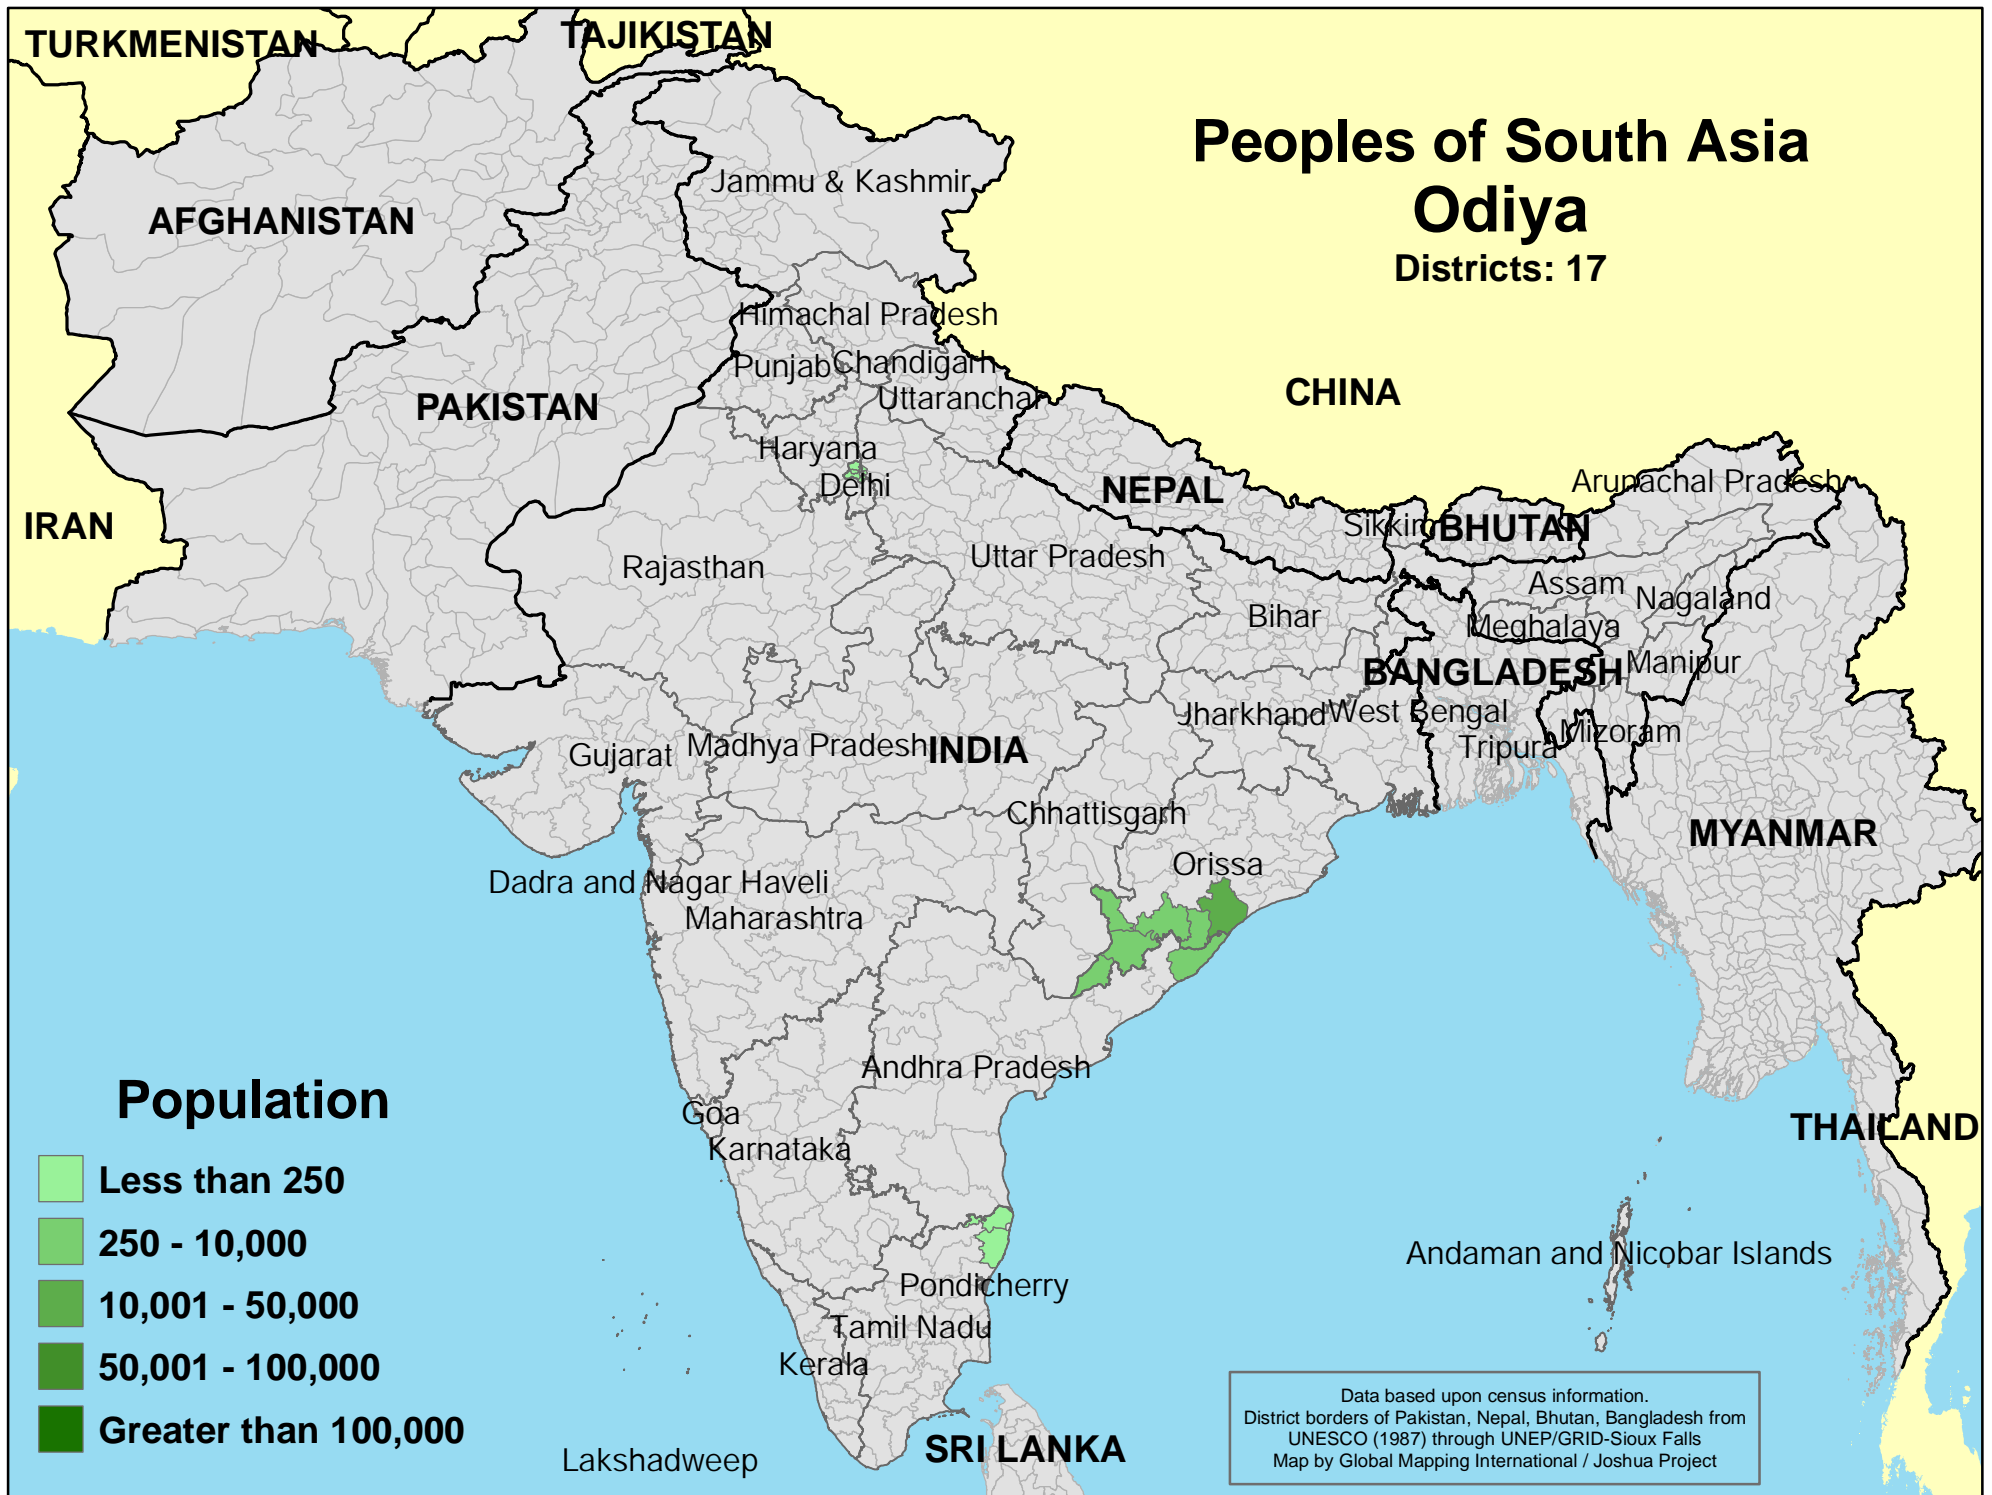 Peoples of South Asia
Odiya
Districts: 17
TURKMENISTAN
TAJIKISTAN
AFGHANISTAN
Jammu & Kashmir
Himachal Pradesh
Punjab
Chandigarh
Uttaranchal
PAKISTAN
CHINA
Haryana
Delhi
NEPAL
Arunachal Pradesh
IRAN
Sikkim
BHUTAN
Rajasthan
Uttar Pradesh
Assam
Nagaland
Bihar
Meghalaya
BANGLADESH
Manipur
Jharkhand
West Bengal
Mizoram
Tripura
Gujarat
Madhya Pradesh
INDIA
Chhattisgarh
MYANMAR
Orissa
Dadra and Nagar Haveli
Maharashtra
Andhra Pradesh
Goa
Karnataka
THAILAND
Andaman and Nicobar Islands
Pondicherry
Tamil Nadu
Kerala
SRI LANKA
Lakshadweep
Population
Less than 250
250 - 10,000
10,001 - 50,000
50,001 - 100,000
Greater than 100,000
Data based upon census information.
District borders of Pakistan, Nepal, Bhutan, Bangladesh from
UNESCO (1987) through UNEP/GRID-Sioux Falls
Map by Global Mapping International / Joshua Project